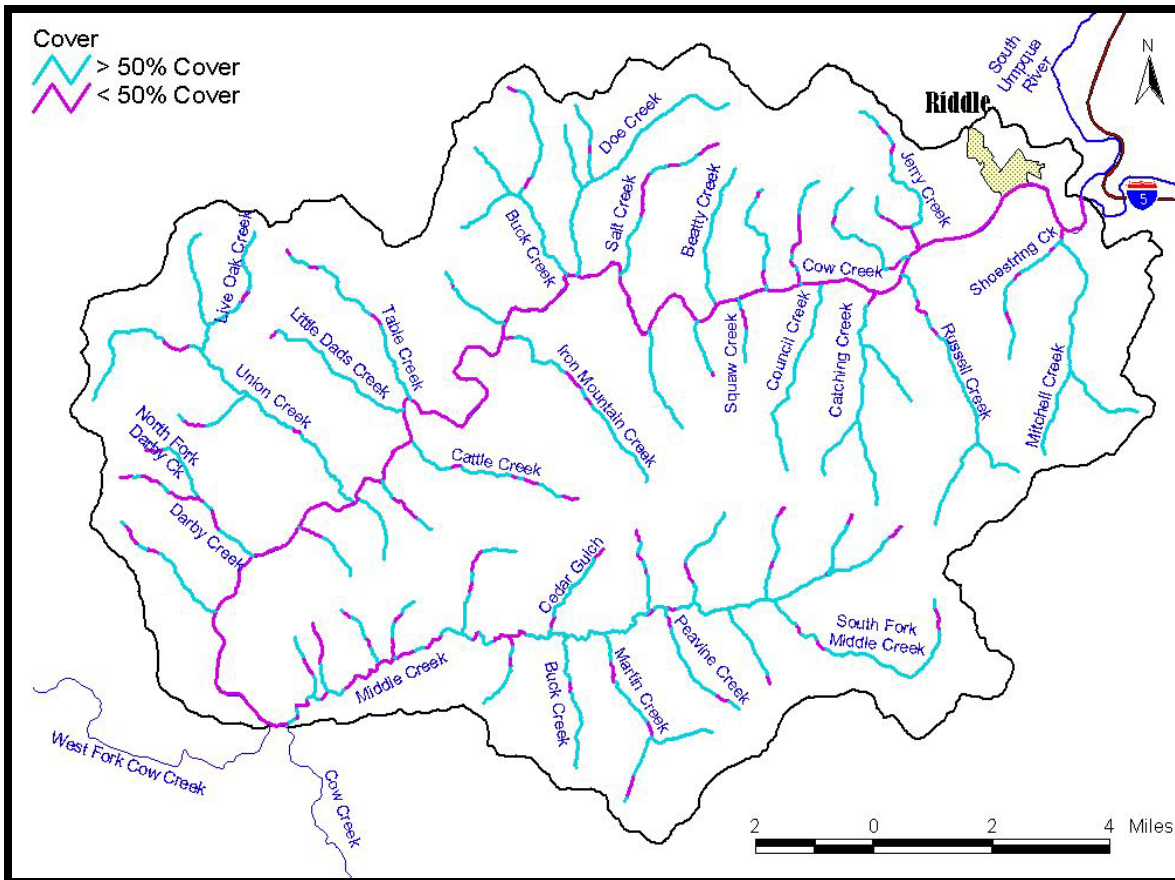 Cover
> 50% Cover
< 50% Cover
South
Umpqua
River
N
Riddle
5
Doe Creek
Jerry Creek
Salt Creek
Beatty Creek
Buck Creek
Live Oak Creek
Cow Creek
Shoestring Ck
Table Creek
Little Dads Creek
Iron Mountain Creek
Squaw Creek
Council Creek
Catching Creek
Russell Creek
Mitchell Creek
Union Creek
North Fork
Darby Ck
Cattle Creek
Darby Creek
Cedar Gulch
South Fork
Middle Creek
Peavine Creek
Martin Creek
Buck Creek
Middle Creek
West Fork Cow Creek
Cow Creek
2 0 2 4 Miles